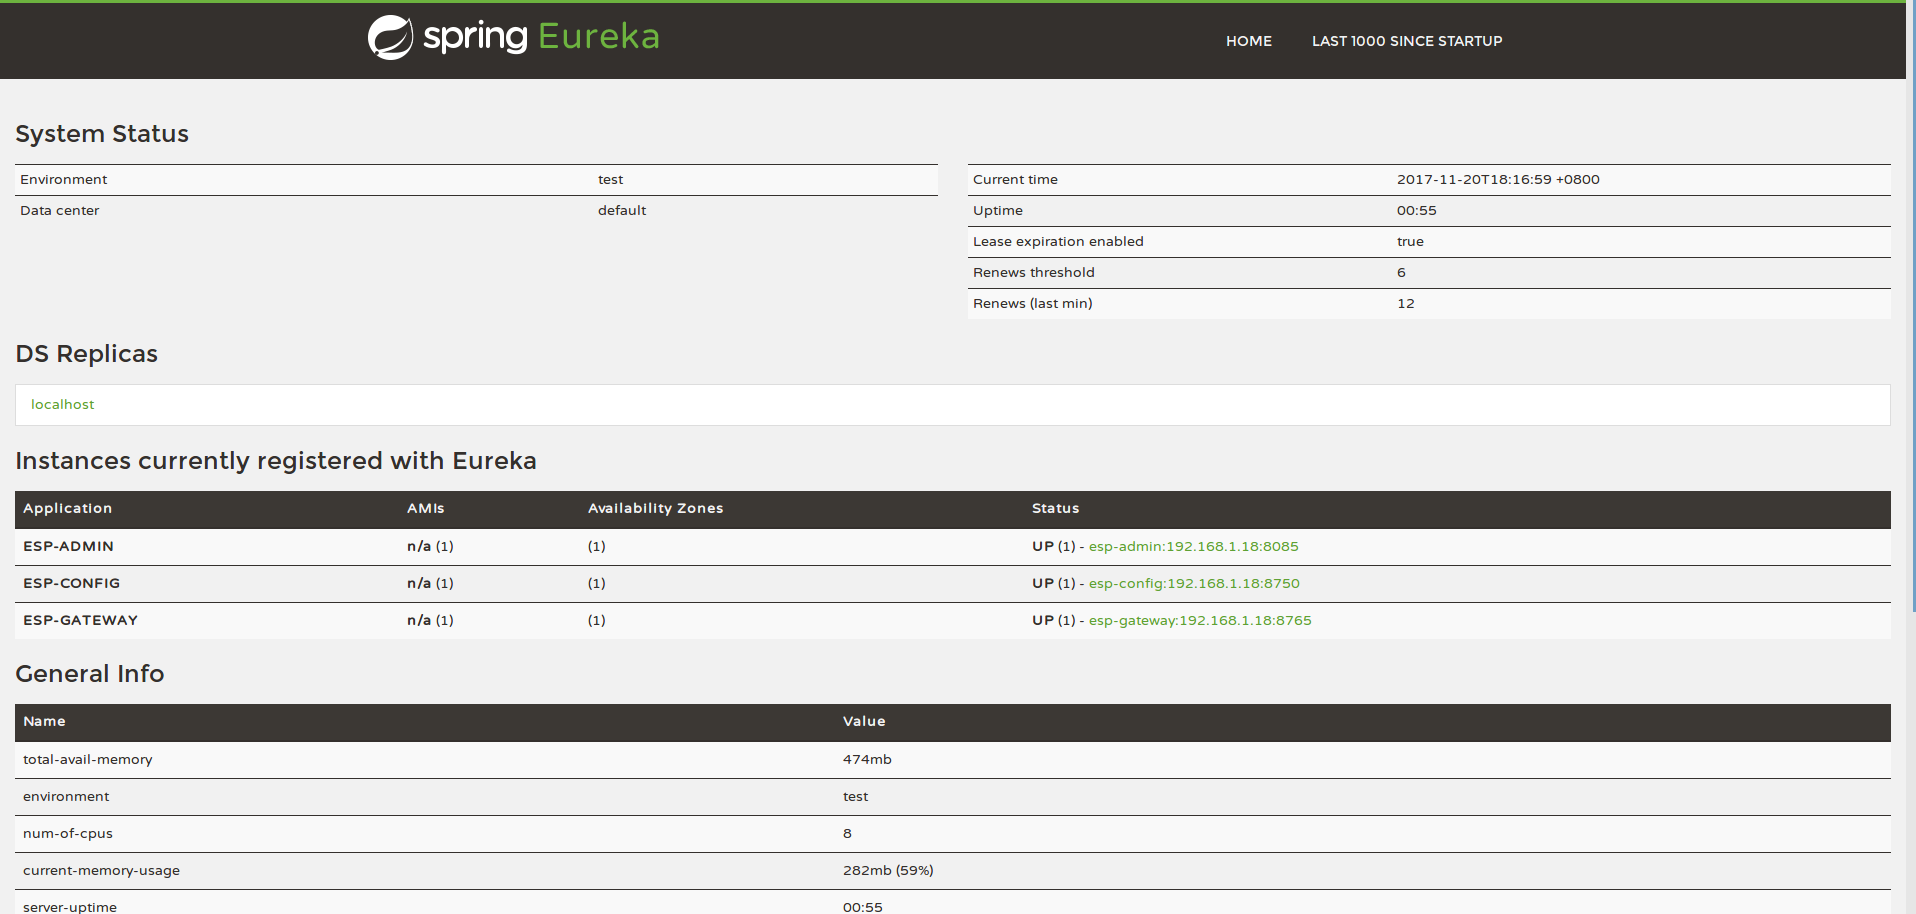 spring Eureka
HOME LAST 1000 SINCE STARTUP
System Status
Environment test
Data center default
Current time 2017-11-20T18:16:59 +0800
Uptime 00:55
Lease expiration enabled true
Renews threshold 6
Renews (last min) 12
DS Replicas
localhost
Instances currently registered with Eureka
Application AMIs Availability Zones Status
ESP-ADMIN n/a (1) (1) UP (1) - esp-admin:192.168.1.18:8085
ESP-CONFIG n/a (1) (1) UP (1) - esp-config:192.168.1.18:8750
ESP-GATEWAY n/a (1) (1) UP (1) - esp-gateway:192.168.1.18:8765
General Info
Name Value
total-avail-memory 474mb
environment test
num-of-cpus 8
current-memory-usage 282mb (59%)
server-uptime 00:55